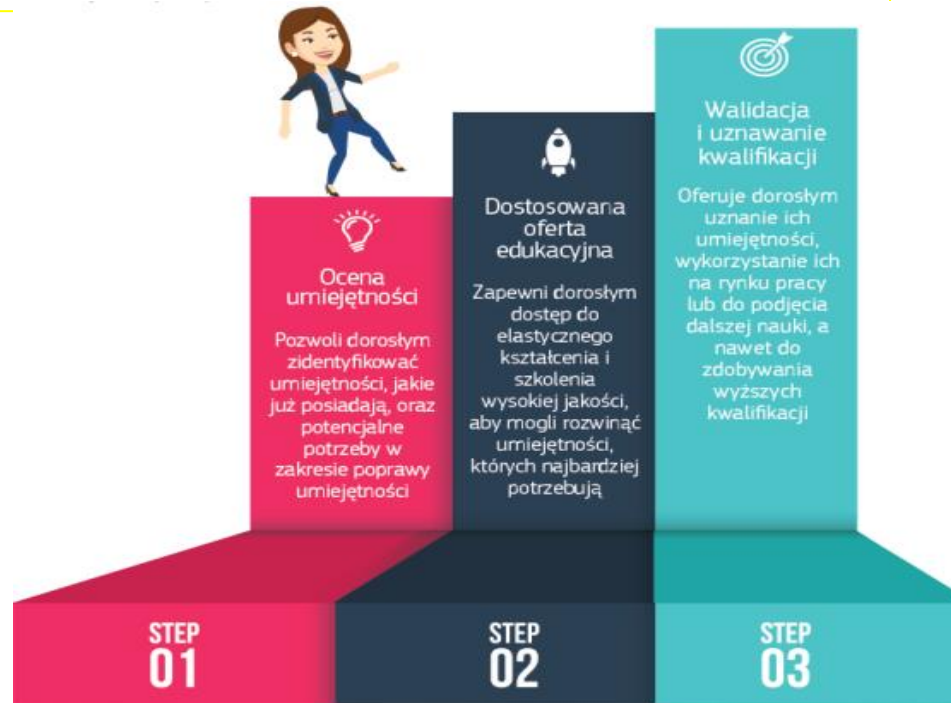 Ocena
umiejętności
Pozwoli dorosłym
zidentyfikować
umiejętności, jakie
już posiadają, oraz
potencjalne
potrzeby w
zakresie poprawy
umiejętności
STEP
01
Dostosowana
oferta
edukacyjna
Zapewni dorosłym
dostęp do
elastycznego
kształcenia i
szkolenia
wysokiej jakości,
aby mogli rozwinąć
umiejętności,
których najbardziej
potrzebują
STEP
02
Walidacja
i uznawanie
kwalifikacji
Oferuje dorosłym
uznanie ich
umiejętności,
wykorzystanie ich
na rynku pracy
lub do podjęcia
dalszej nauki, a
nawet do
zdobywania
wyższych
kwalifikacji
STEP
03